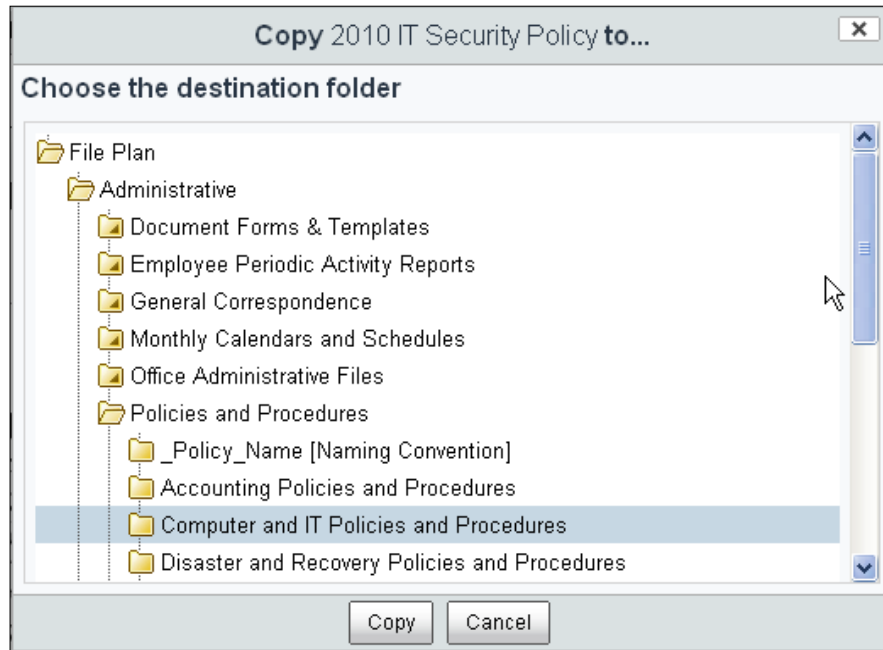 Copy 2010 IT Security Policy to...
Choose the destination folder
File Plan
Administrative
Document Forms & Templates
Employee Periodic Activity Reports
General Correspondence
Monthly Calendars and Schedules
Office Administrative Files
Policies and Procedures
_Policy_Name [Naming Convention]
Accounting Policies and Procedures
Computer and IT Policies and Procedures
Disaster and Recovery Policies and Procedures
Copy Cancel